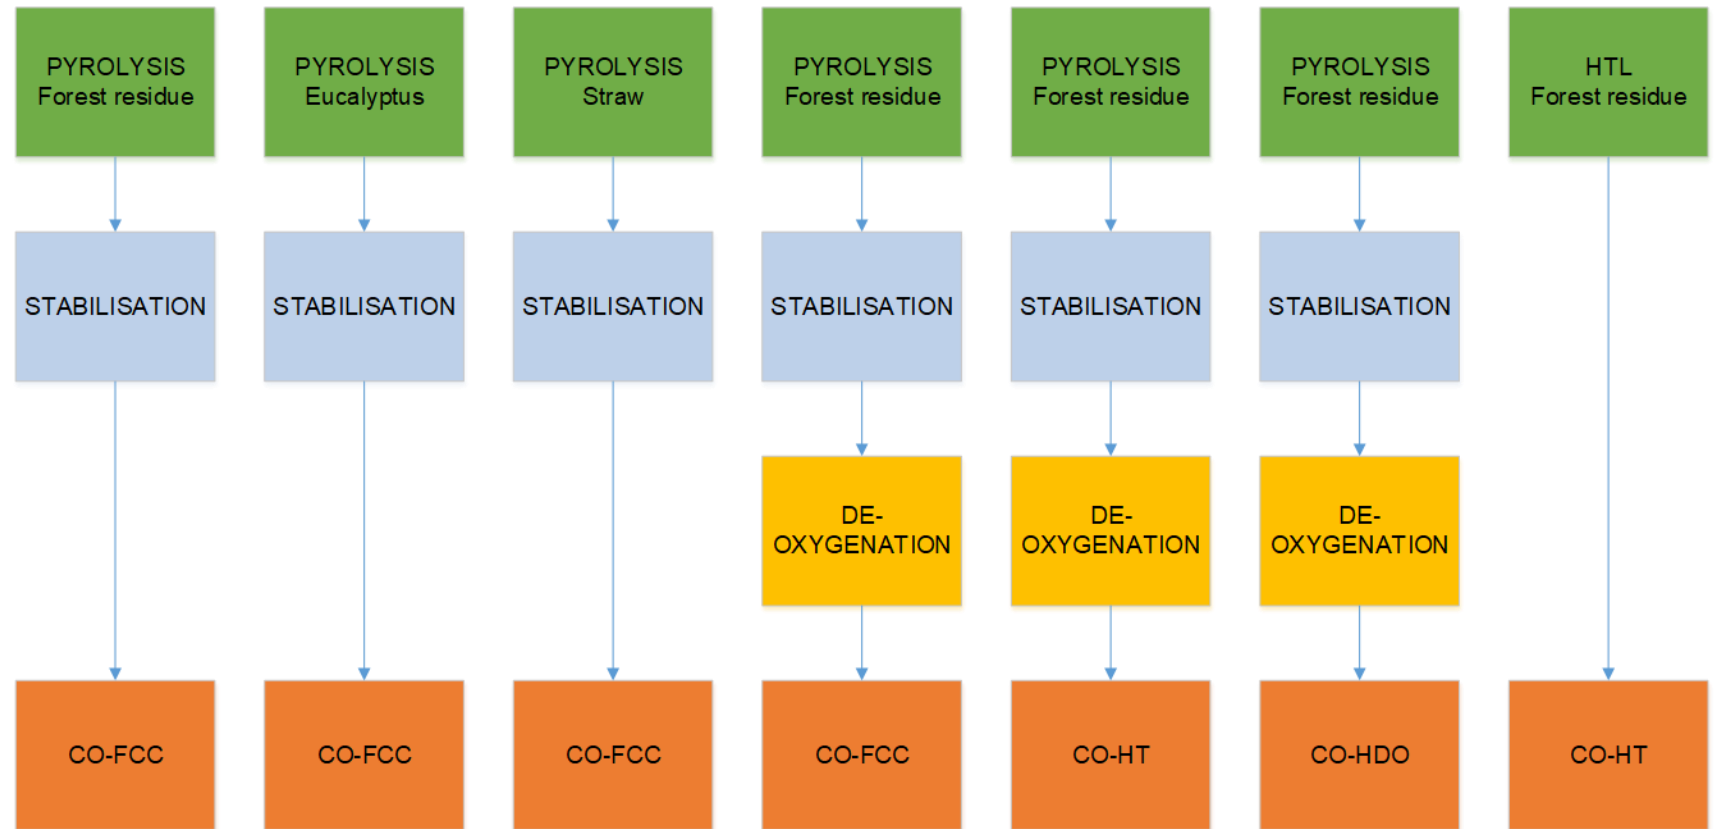 PYROLYSIS
Forest residue
PYROLYSIS
Eucalyptus
PYROLYSIS
Straw
PYROLYSIS
Forest residue
PYROLYSIS
Forest residue
PYROLYSIS
Forest residue
HTL
Forest residue
STABILISATION
STABILISATION
STABILISATION
STABILISATION
STABILISATION
STABILISATION
DE-
OXYGENATION
DE-
OXYGENATION
DE-
OXYGENATION
CO-FCC
CO-FCC
CO-FCC
CO-FCC
CO-HT
CO-HDO
CO-HT